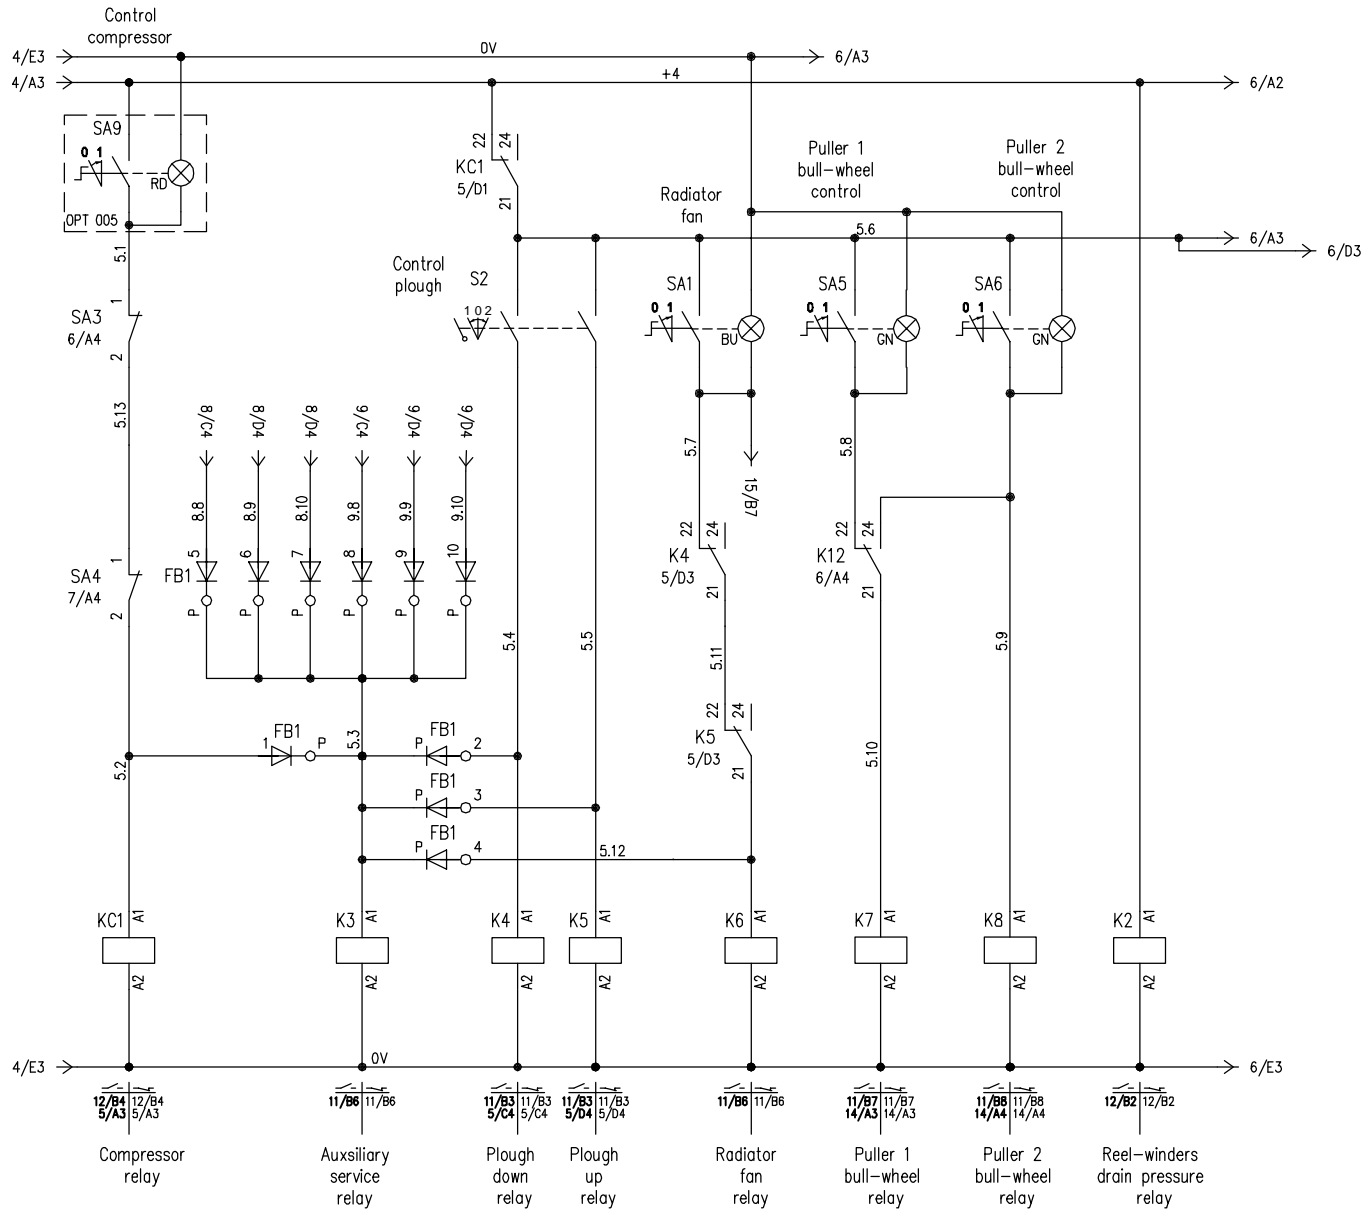 Control
compressor
4/E3
0V
6/A3
4/A3
+4
6/A2
SA9
0 1
RD
OPT 005
22
24
KC1
5/D1
21
Puller 1
bull-wheel
control
Puller 2
bull-wheel
control
Radiator
fan
5.1
5.6
6/A3
6/D3
Control
plough
S2
1 0 2
SA1
0 1
BU
SA5
0 1
GN
SA6
0 1
GN
1
SA3
6/A4
2
5.13
8/C4
8/D4
8/D4
9/C4
9/D4
9/D4
5.7
15/B7
5.8
8.8
8.9
8.10
9.8
9.9
9.10
22
24
K4
5/D3
21
22
24
K12
6/A4
21
1
SA4
7/A4
2
FB1
5
6
7
8
9
10
P
P
P
P
P
P
5.4
5.5
5.11
5.9
22
24
K5
5/D3
21
5.10
5.2
FB1
1
P
5.3
FB1
P
2
FB1
P
3
FB1
P
4
5.12
KC1
A1
A2
K3
A1
A2
K4
A1
A2
K5
A1
A2
K6
A1
A2
K7
A1
A2
K8
A1
A2
K2
A1
A2
4/E3
0V
6/E3
12/B4 12/B4
5/A3 5/A3
11/B6 11/B6
11/B3 11/B3
5/C4 5/C4
11/B3 11/B3
5/D4 5/D4
11/B6 11/B6
11/B7 11/B7
14/A3 14/A3
11/B8 11/B8
14/A4 14/A4
12/B2 12/B2
Compressor
relay
Auxsiliary
service
relay
Plough
down
relay
Plough
up
relay
Radiator
fan
relay
Puller 1
bull-wheel
relay
Puller 2
bull-wheel
relay
Reel-winders
drain pressure
relay